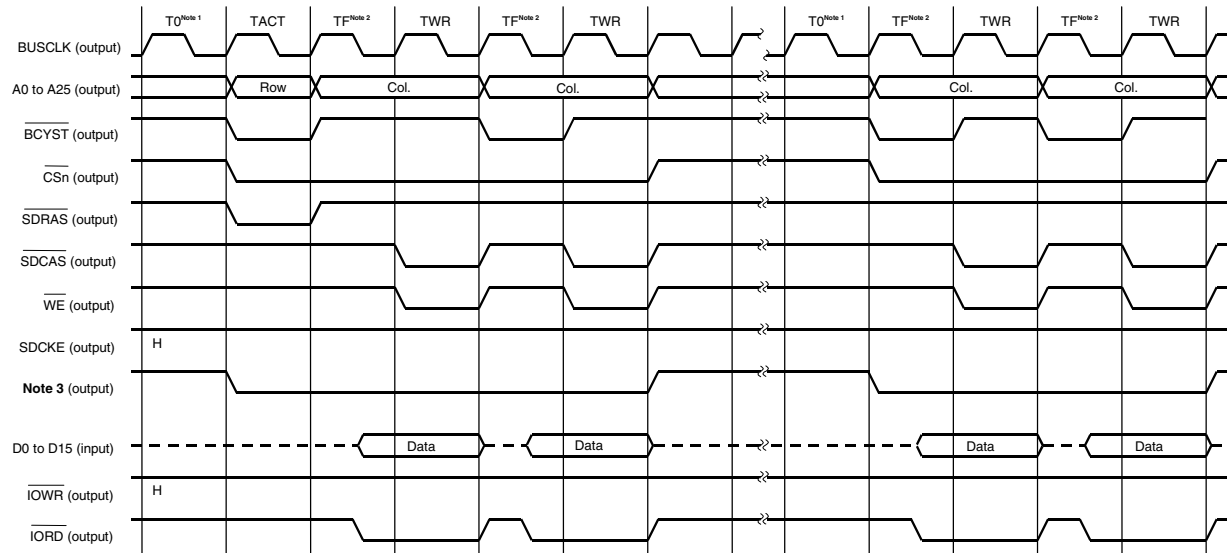 T0Note 1 TACT TFNote 2 TWR TFNote 2 TWR T0Note 1 TFNote 2 TWR TFNote 2 TWR
BUSCLK (output)
A0 to A25 (output) Row Col. Col. Col. Col.
BCYST (output)
CSn (output)
SDRAS (output)
SDCAS (output)
WE (output)
SDCKE (output) H
Note 3 (output)
D0 to D15 (input) Data Data Data Data
IOWR (output) H
IORD (output)